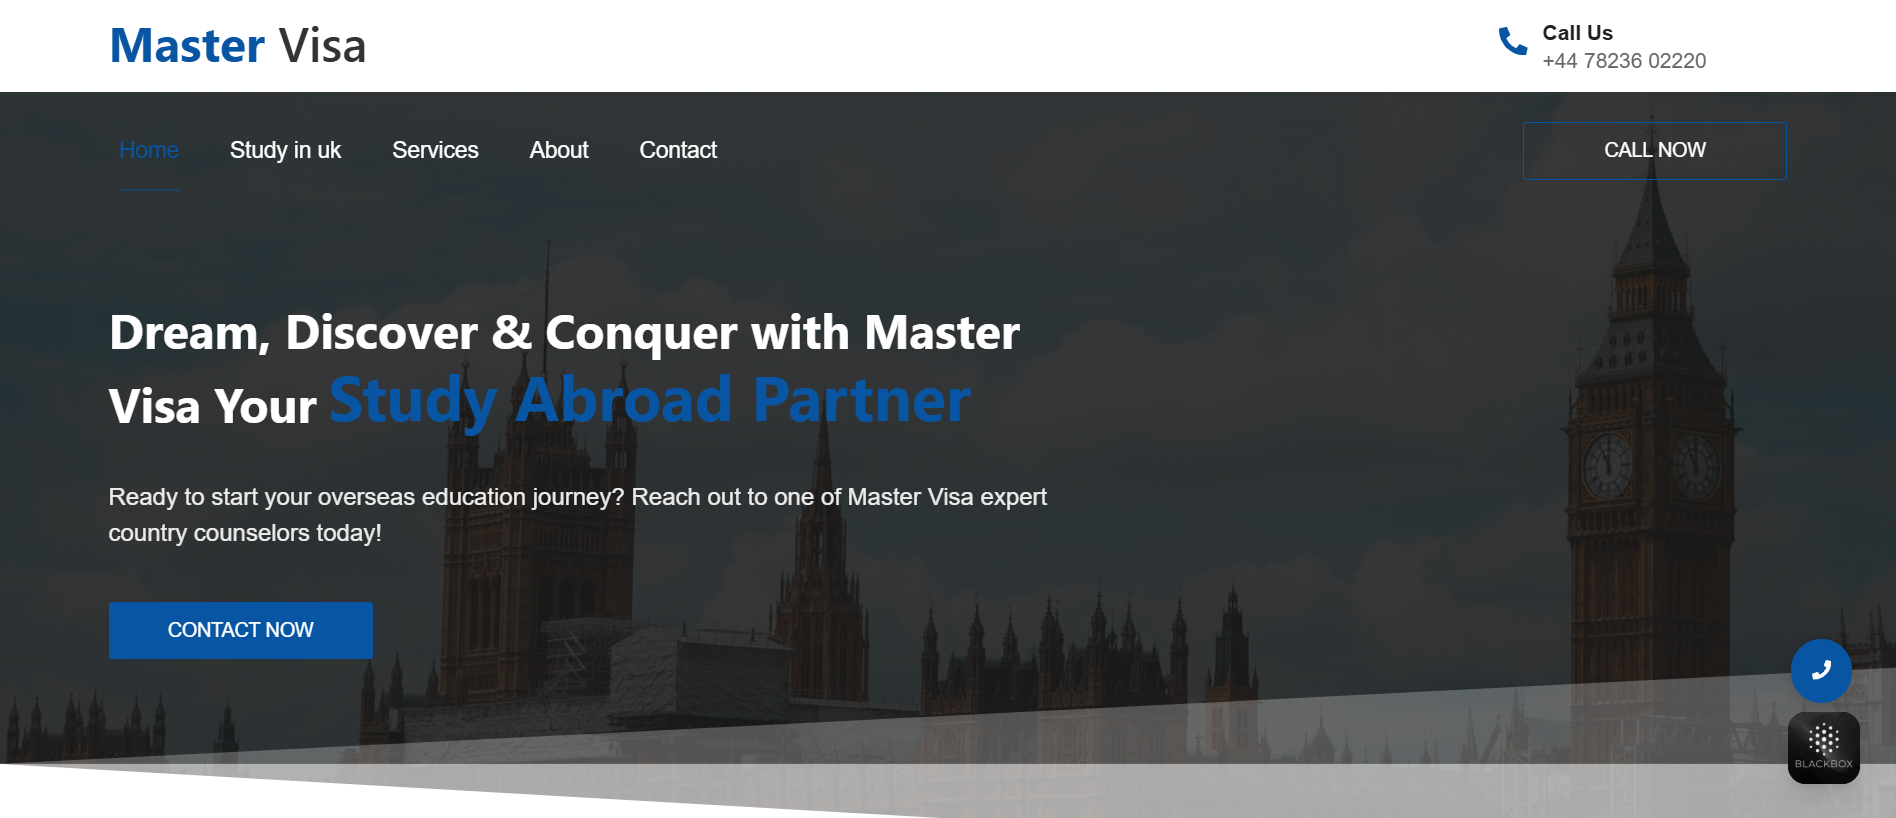 Master Visa
Call Us
+44 78236 02220
Home
Study in uk
Services
About
Contact
CALL NOW
Dream, Discover & Conquer with Master
Visa Your Study Abroad Partner
Ready to start your overseas education journey? Reach out to one of Master Visa expert
country counselors today!
CONTACT NOW
BLACKBOX